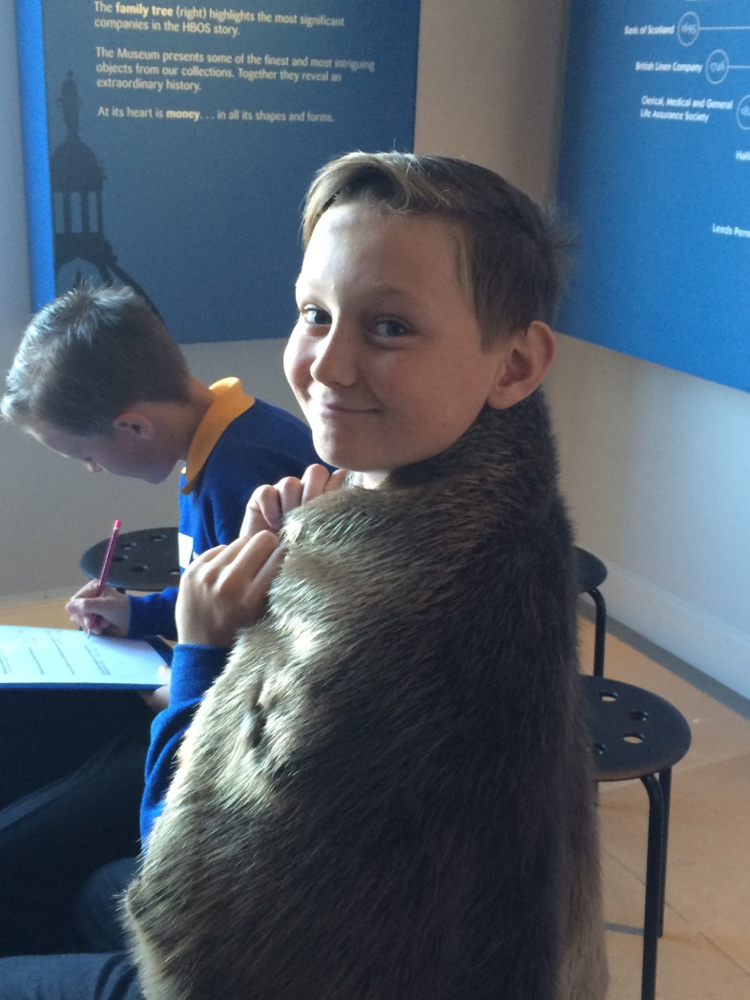 The family tree (right) highlights the most significant
companies in the HBOS story.
The Museum presents some of the finest and most intriguing
objects from our collections. Together they reveal an
extraordinary history.
At its heart is money. . . in all its shapes and forms.
Bank of Scotland 1695
British Linen Company 1746
Clerical, Medical and General
Life Assurance Society
Leeds